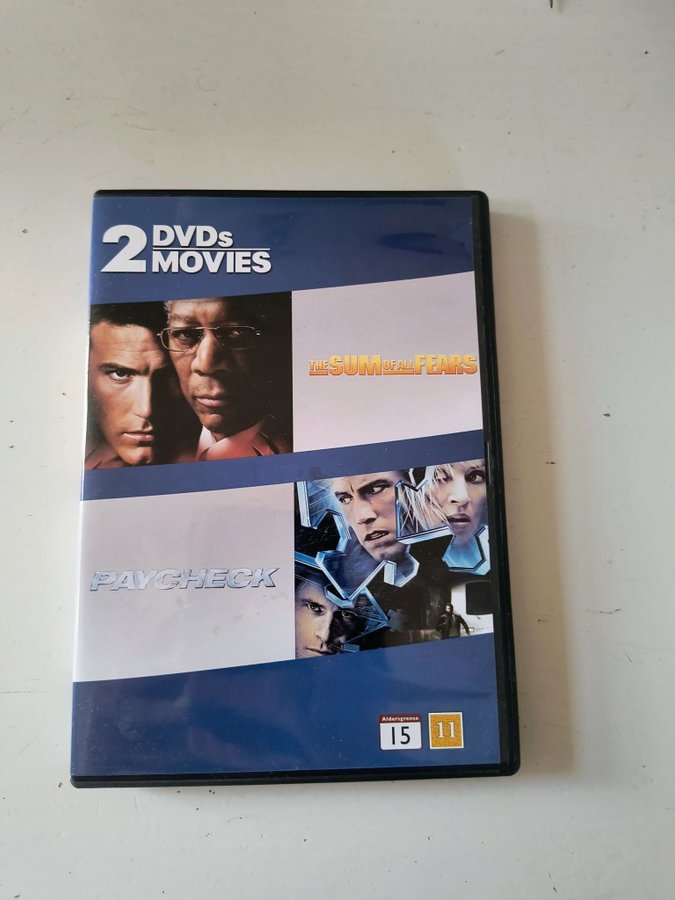 2 DVDs
MOVIES
THE SUM OF ALL FEARS
PAYCHECK
Aldersgrense
15
11